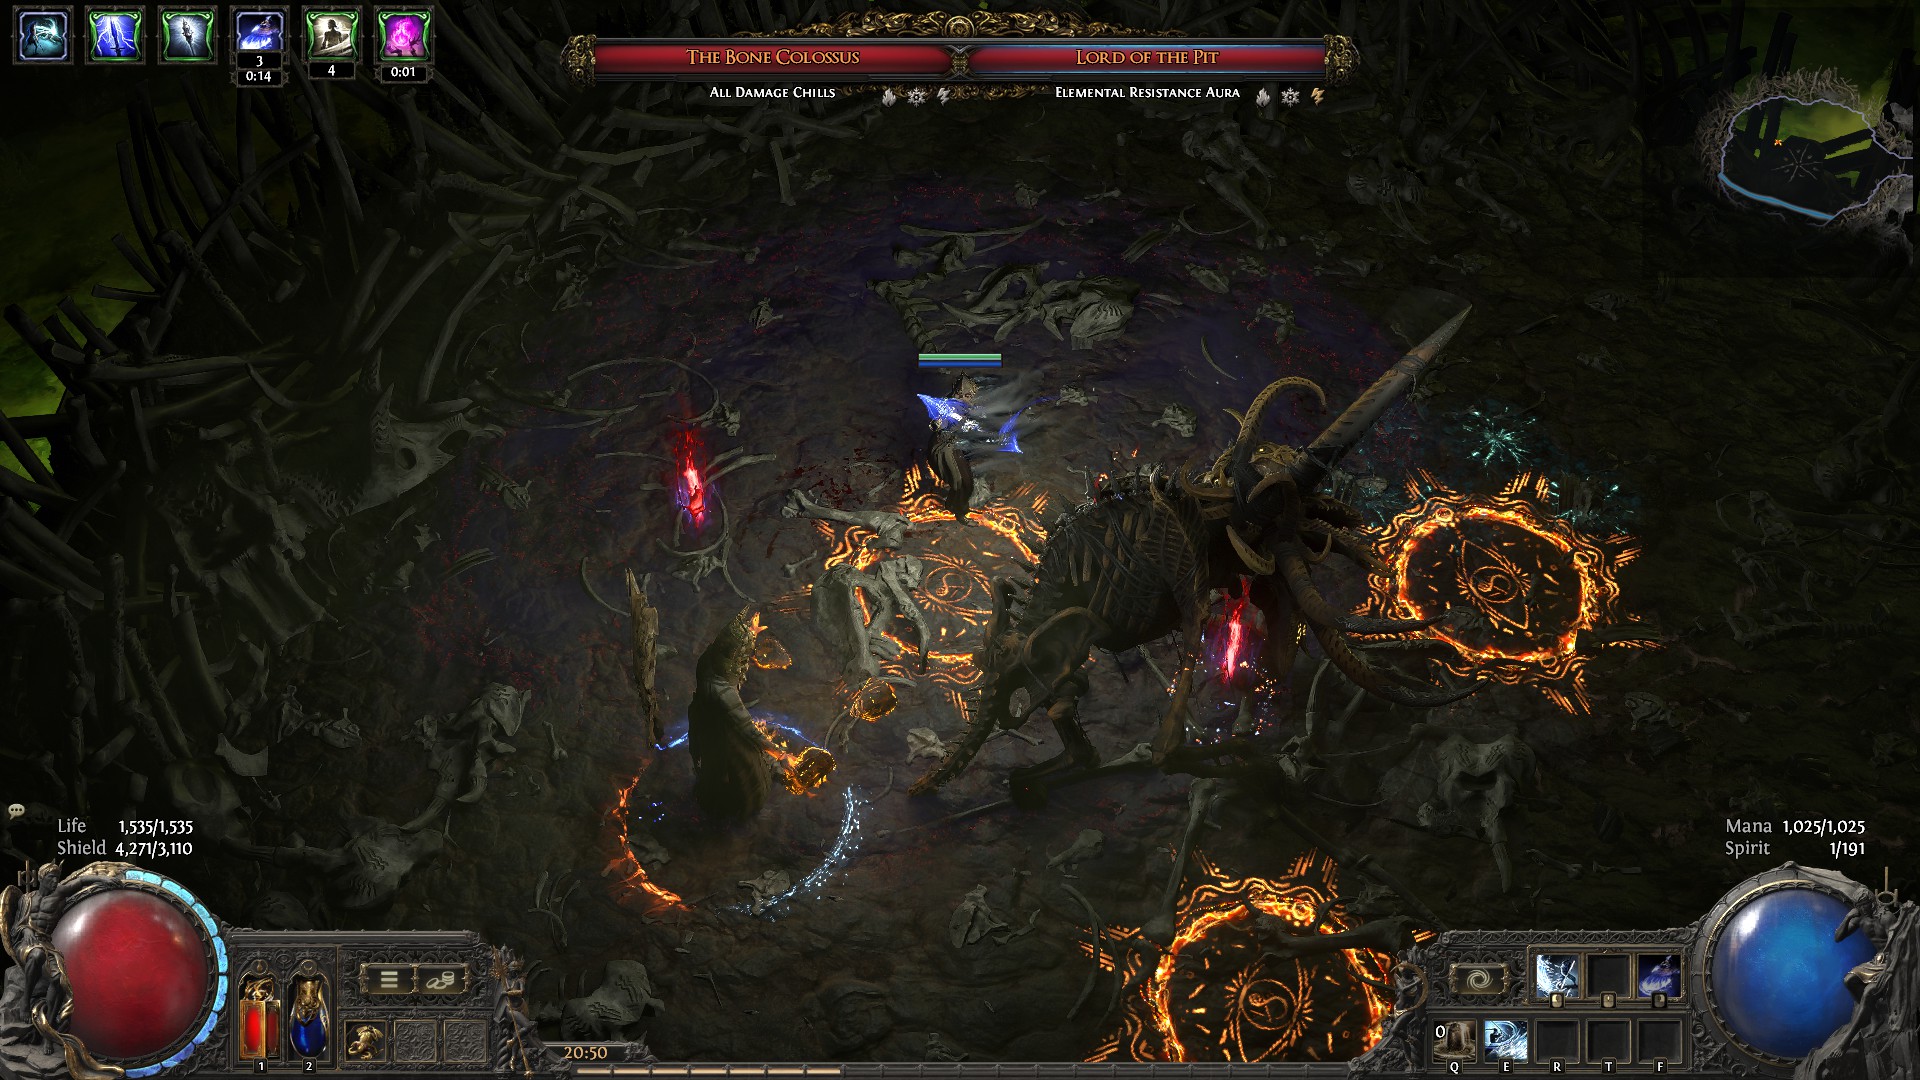 3
0:14
4
0:01
The Bone Colossus
Lord of the Pit
All Damage Chills
Elemental Resistance Aura
Life 1,535/1,535
Shield 4,271/3,110
Mana 1,025/1,025
Spirit 1/191
1
2
20:50
0
Q
E
R
T
F